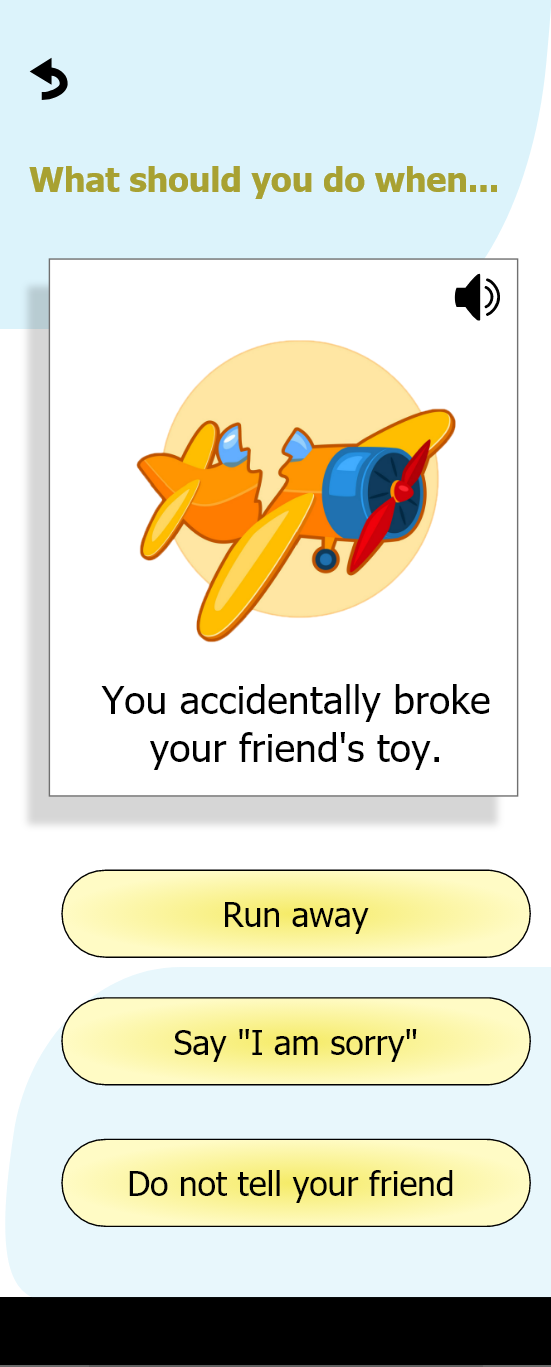 What should you do when...
You accidentally broke
your friend's toy.
Run away
Say "I am sorry"
Do not tell your friend